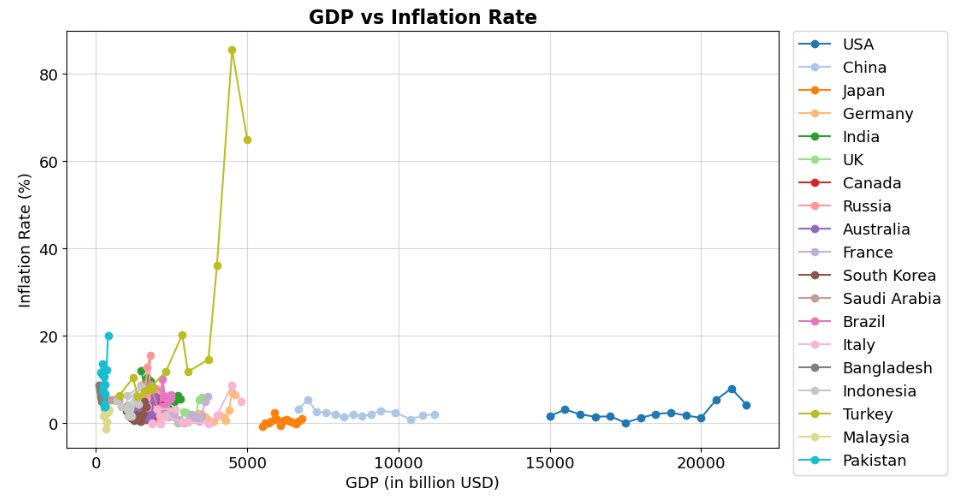 GDP vs Inflation Rate
Inflation Rate (%)
80
60
40
20
0
0
5000
10000
15000
20000
GDP (in billion USD)
USA
China
Japan
Germany
India
UK
Canada
Russia
Australia
France
South Korea
Saudi Arabia
Brazil
Italy
Bangladesh
Indonesia
Turkey
Malaysia
Pakistan